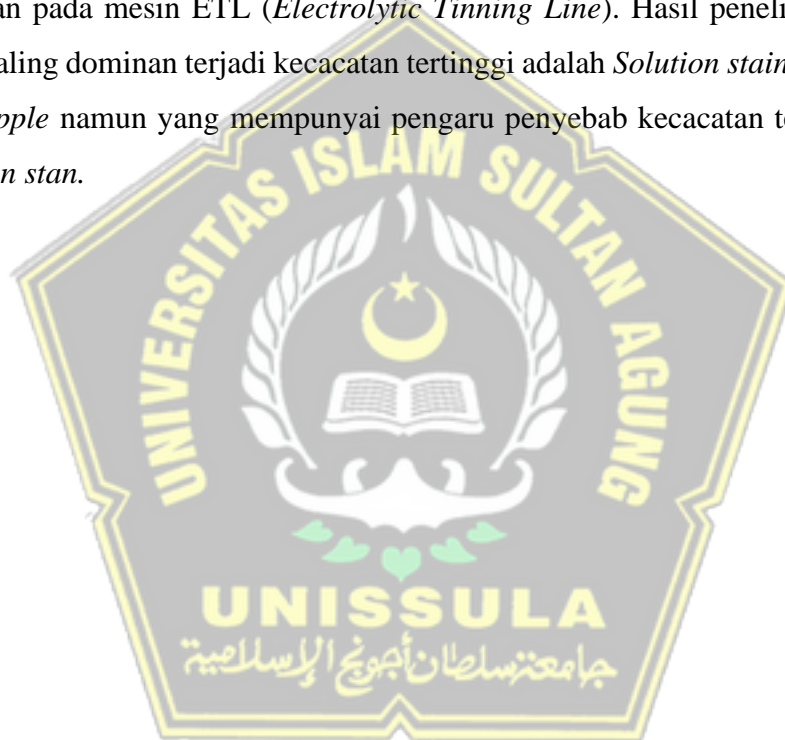 an pada mesin ETL (Electrolytic Tinning Line). Hasil peneli
aling dominan terjadi kecacatan tertinggi adalah Solution stain
pple namun yang mempunyai pengaru penyebab kecacatan te
n stan.
UNIVERSITAS ISLAM SULTAN AGUNG
UNISSULA
جامعة سلطان أجونج الإسلامية